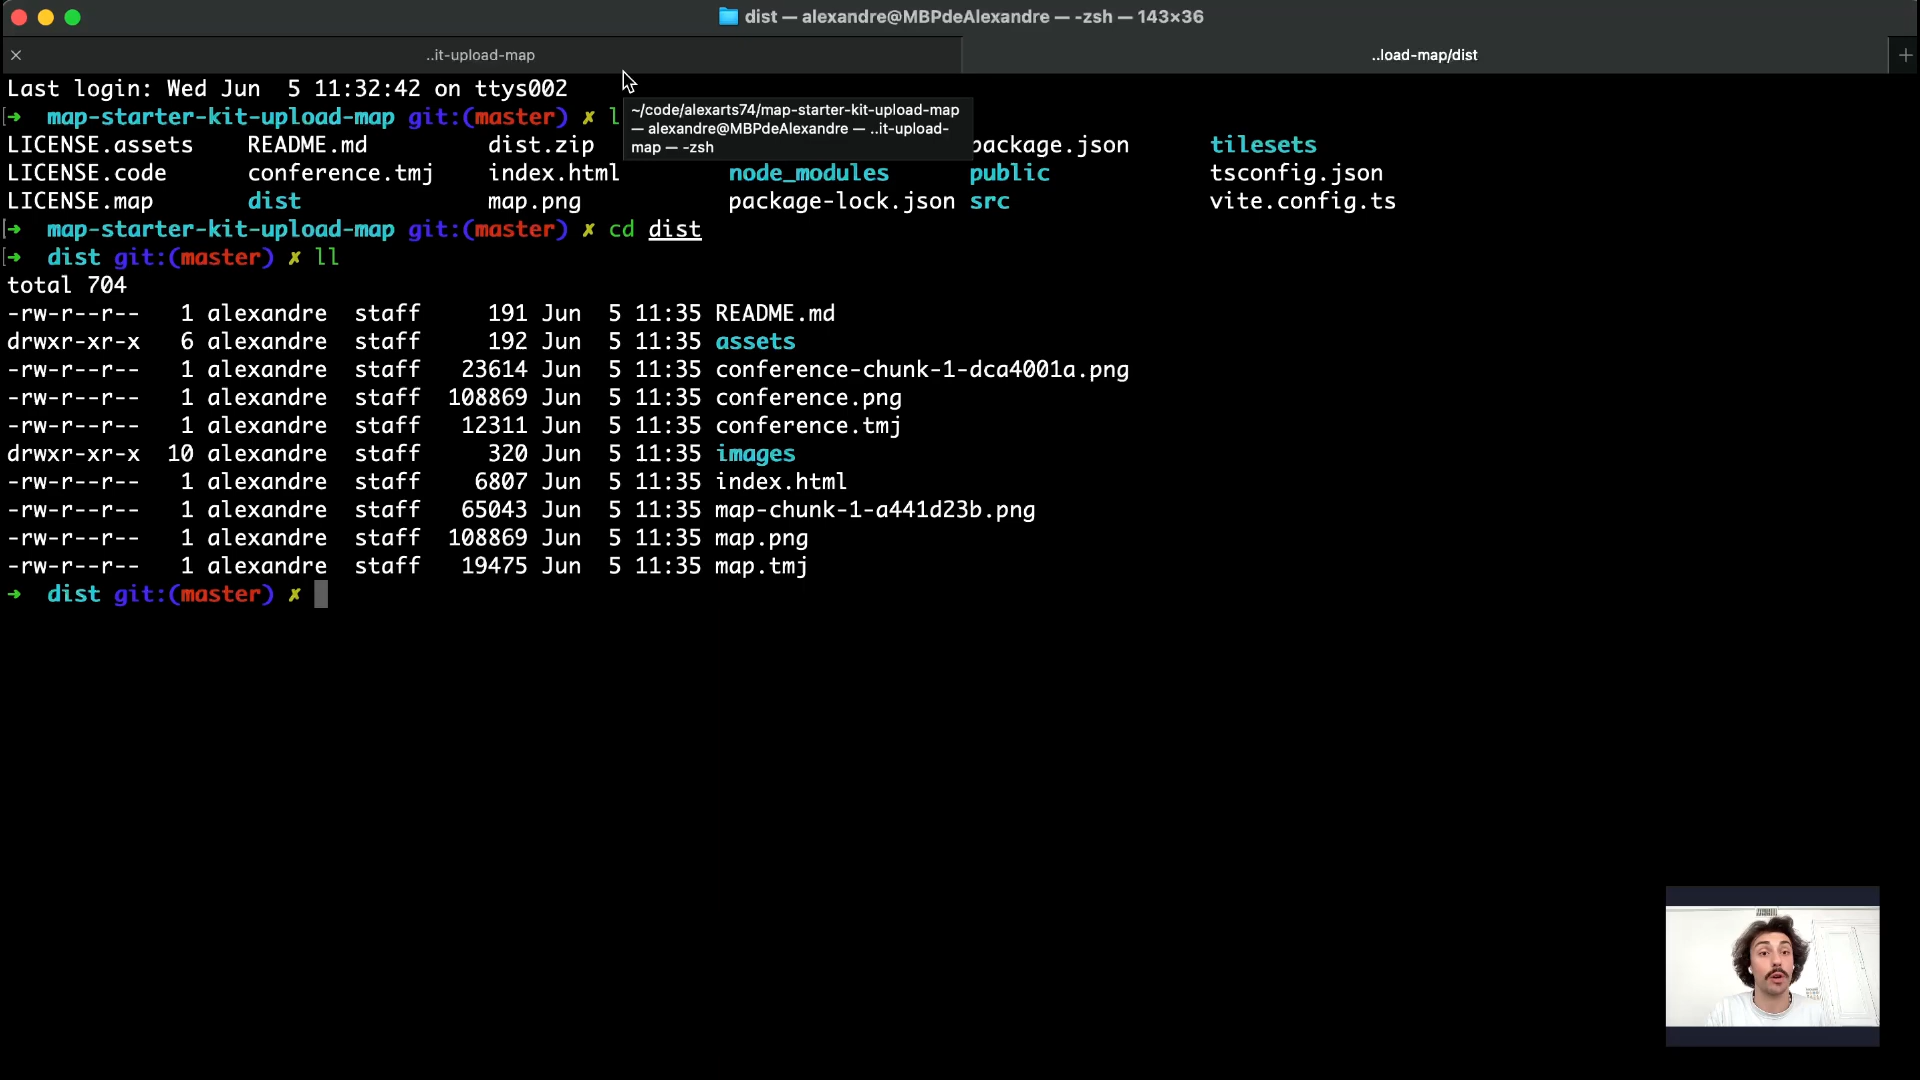 dist — alexandre@MBPdeAlexandre — -zsh — 143×36
..it-upload-map
..load-map/dist
Last login: Wed Jun  5 11:32:42 on ttys002
➜  map-starter-kit-upload-map git:(master) ✗ l
~/code/alexarts74/map-starter-kit-upload-map
— alexandre@MBPdeAlexandre — ..it-upload-
map — -zsh
LICENSE.assets    README.md    dist.zip    package.json    tilesets
LICENSE.code    conference.tmj    index.html    node_modules    public    tsconfig.json
LICENSE.map    dist    map.png    package-lock.json    src    vite.config.ts
➜  map-starter-kit-upload-map git:(master) ✗ cd dist
➜  dist git:(master) ✗ ll
total 704
-rw-r--r--   1 alexandre  staff     191 Jun  5 11:35 README.md
drwxr-xr-x   6 alexandre  staff     192 Jun  5 11:35 assets
-rw-r--r--   1 alexandre  staff   23614 Jun  5 11:35 conference-chunk-1-dca4001a.png
-rw-r--r--   1 alexandre  staff  108869 Jun  5 11:35 conference.png
-rw-r--r--   1 alexandre  staff   12311 Jun  5 11:35 conference.tmj
drwxr-xr-x  10 alexandre  staff     320 Jun  5 11:35 images
-rw-r--r--   1 alexandre  staff    6807 Jun  5 11:35 index.html
-rw-r--r--   1 alexandre  staff   65043 Jun  5 11:35 map-chunk-1-a441d23b.png
-rw-r--r--   1 alexandre  staff  108869 Jun  5 11:35 map.png
-rw-r--r--   1 alexandre  staff   19475 Jun  5 11:35 map.tmj
➜  dist git:(master) ✗